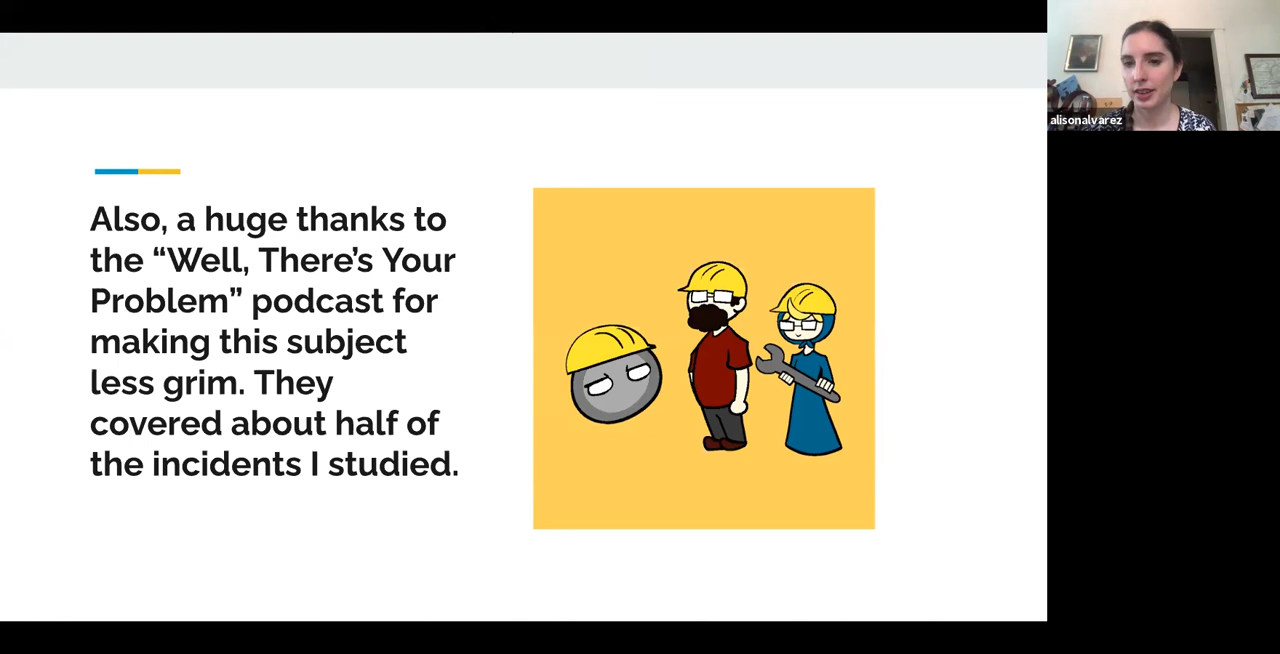 Also, a huge thanks to
the “Well, There’s Your
Problem” podcast for
making this subject
less grim. They
covered about half of
the incidents I studied.
alisonalvarez